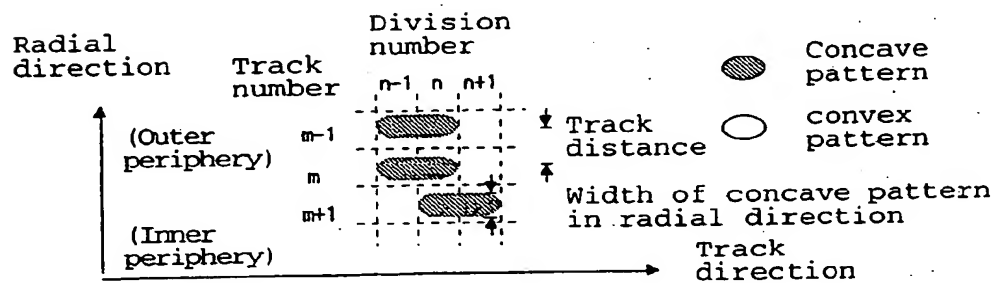 Radial
direction
Track
number
Division
number
n-1 n n+1
Concave
pattern
convex
pattern
(Outer
periphery)
m-1
m
m+1
Track
distance
Width of concave pattern
in radial direction
(Inner
periphery)
Track
direction